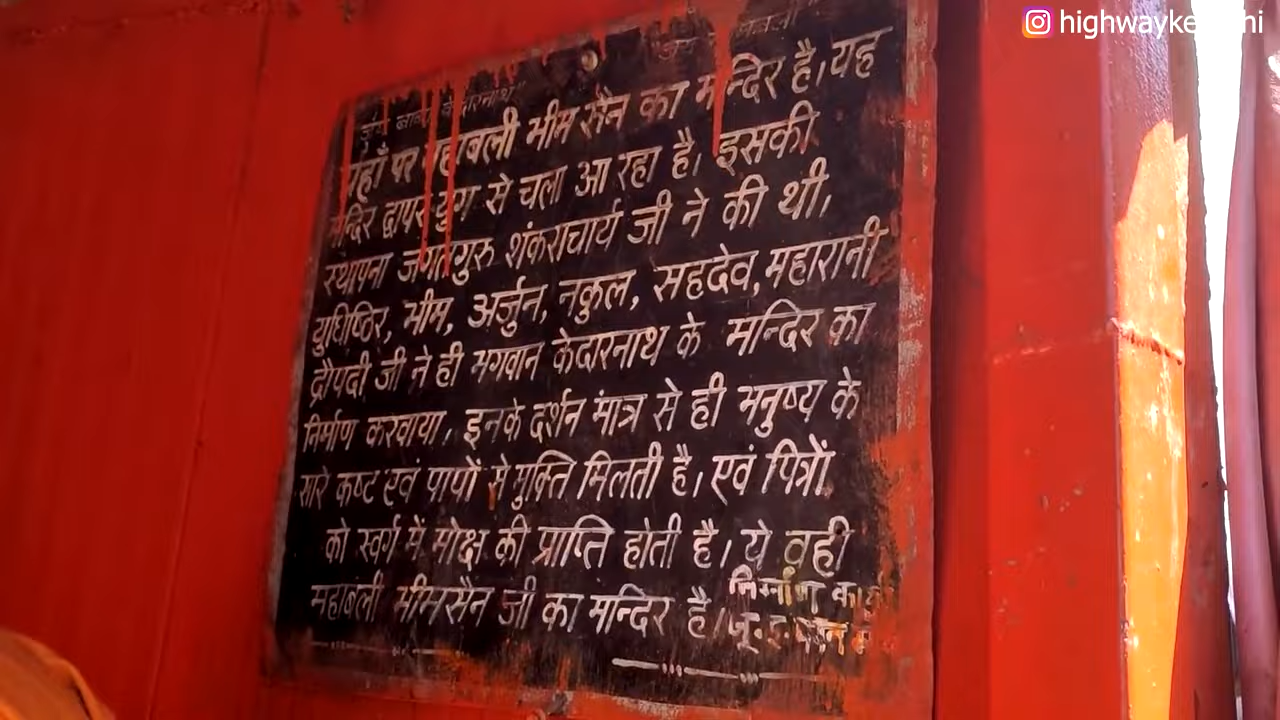 highwayke
जय बाबा केदारनाथ"
यहाँ पर महाबली भीम सैन का मन्दिर है।यह
मन्दिर द्वापर युग से चला आ रहा है। इसकी
स्थापना जगतगुरु शंकराचार्य जी ने की थी,
युधिष्ठिर, भीम, अर्जुन, नकुल, सहदेव,महारानी
द्रौपदी जी ने ही भगवान केदारनाथ के मन्दिर का
निर्माण करवाया, इनके दर्शन मात्र से ही मनुष्य के
सारे कष्ट एवं पापों से मुक्ति मिलती है। एवं पित्रों
को स्वर्ग में मोक्ष की प्राप्ति होती है। ये वही
महाबली भीमसैन जी का मन्दिर है।
निर्माण